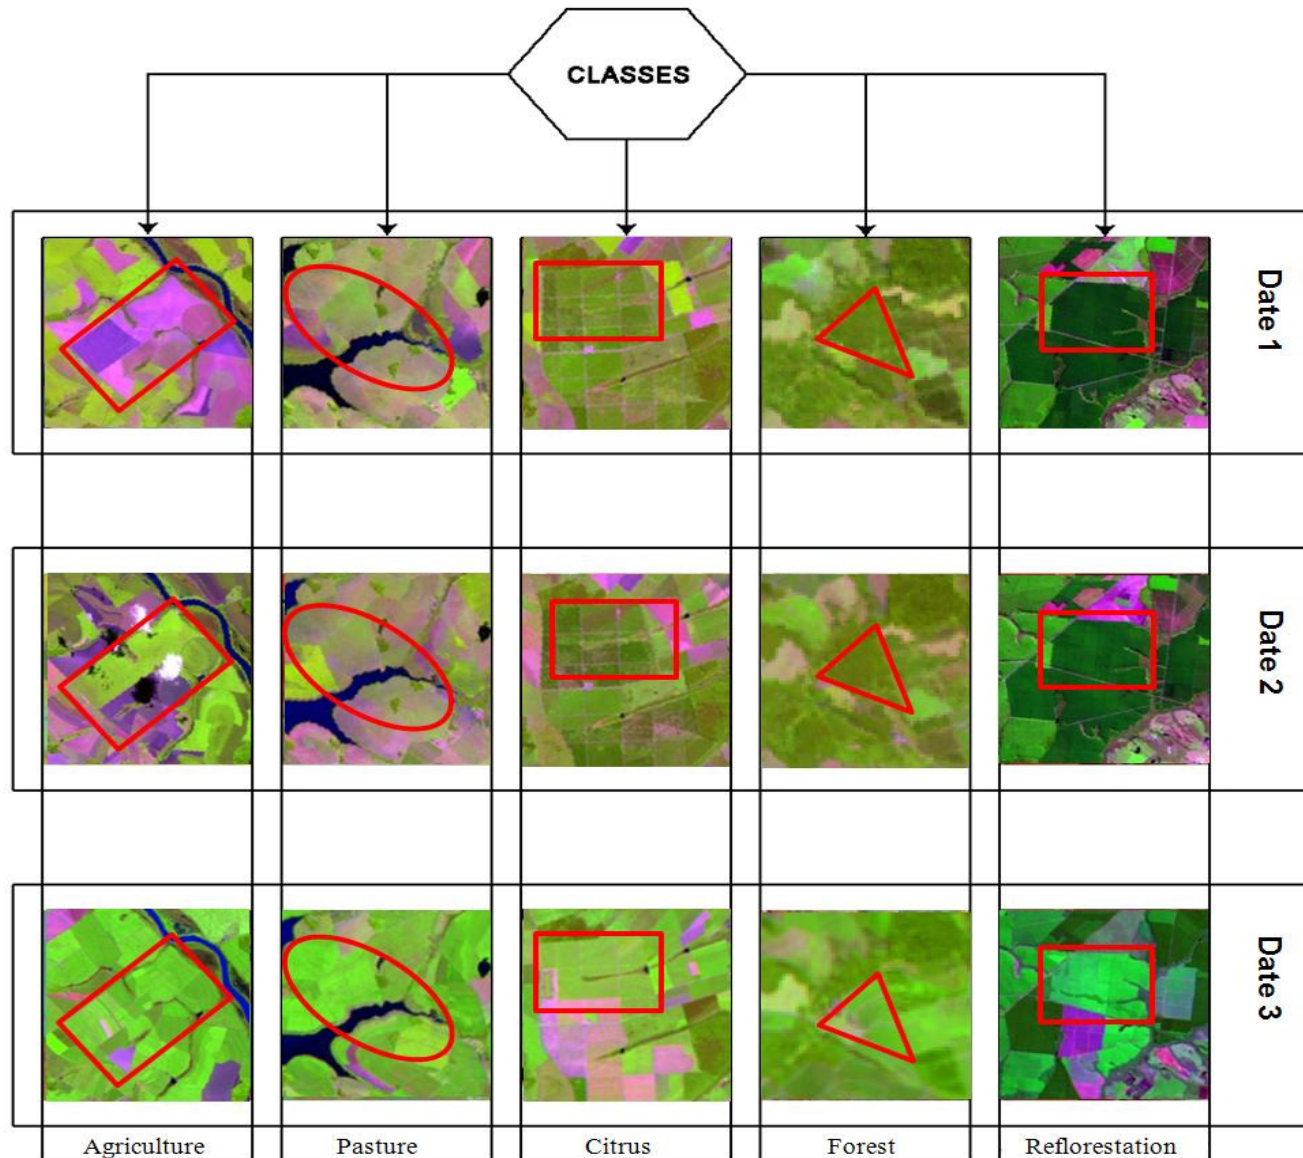 CLASSES
Date 1
Date 2
Date 3
Agriculture
Pasture
Citrus
Forest
Reflorestation